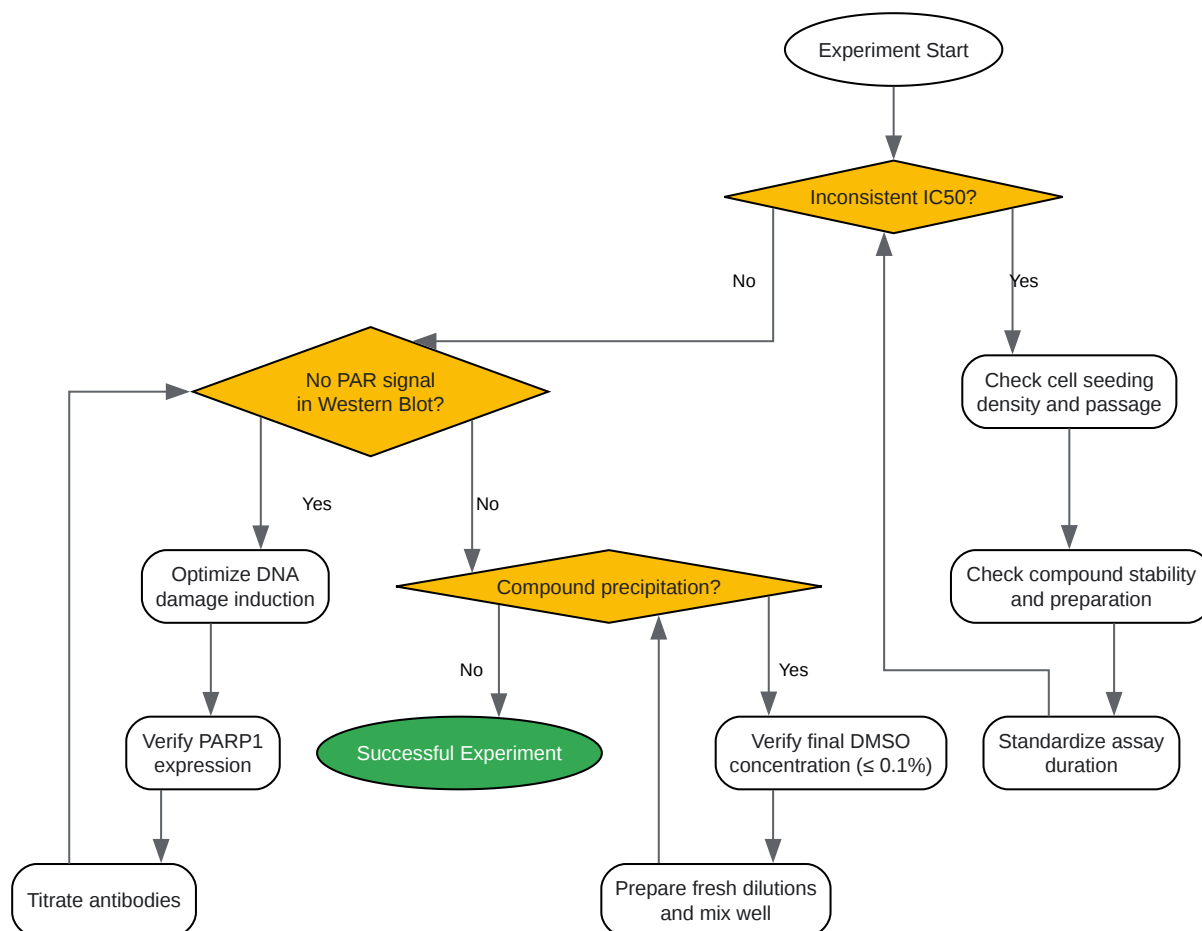 Experiment Start
Inconsistent IC50?
No
Yes
No PAR signal
in Western Blot?
Check cell seeding
density and passage
Yes
No
Optimize DNA
damage induction
Compound precipitation?
Check compound stability
and preparation
No
Yes
Verify PARP1
expression
Successful Experiment
Verify final DMSO
concentration (≤ 0.1%)
Standardize assay
duration
Titrate antibodies
Prepare fresh dilutions
and mix well